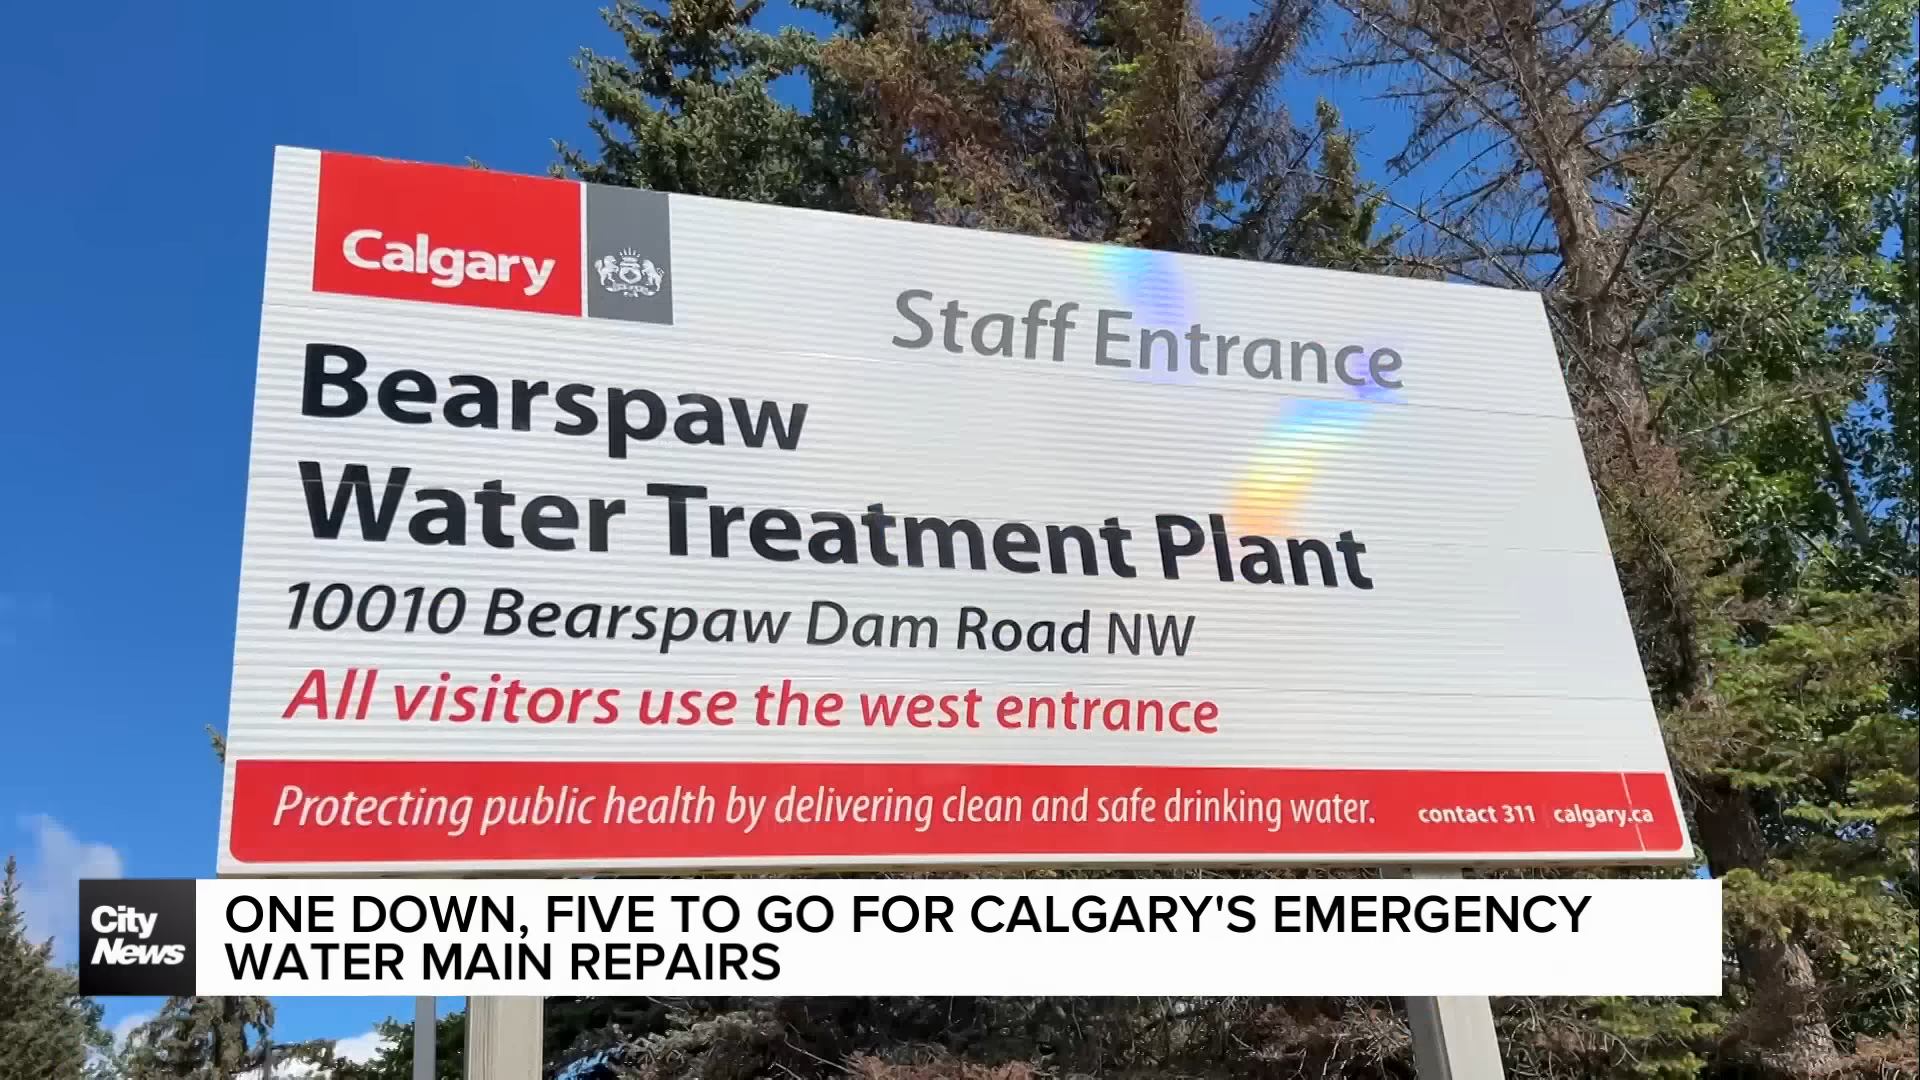 Calgary
Staff Entrance
Bearspaw
Water Treatment Plant
10010 Bearspaw Dam Road NW
All visitors use the west entrance
Protecting public health by delivering clean and safe drinking water. contact 311 | calgary.ca
City
News
ONE DOWN, FIVE TO GO FOR CALGARY'S EMERGENCY
WATER MAIN REPAIRS